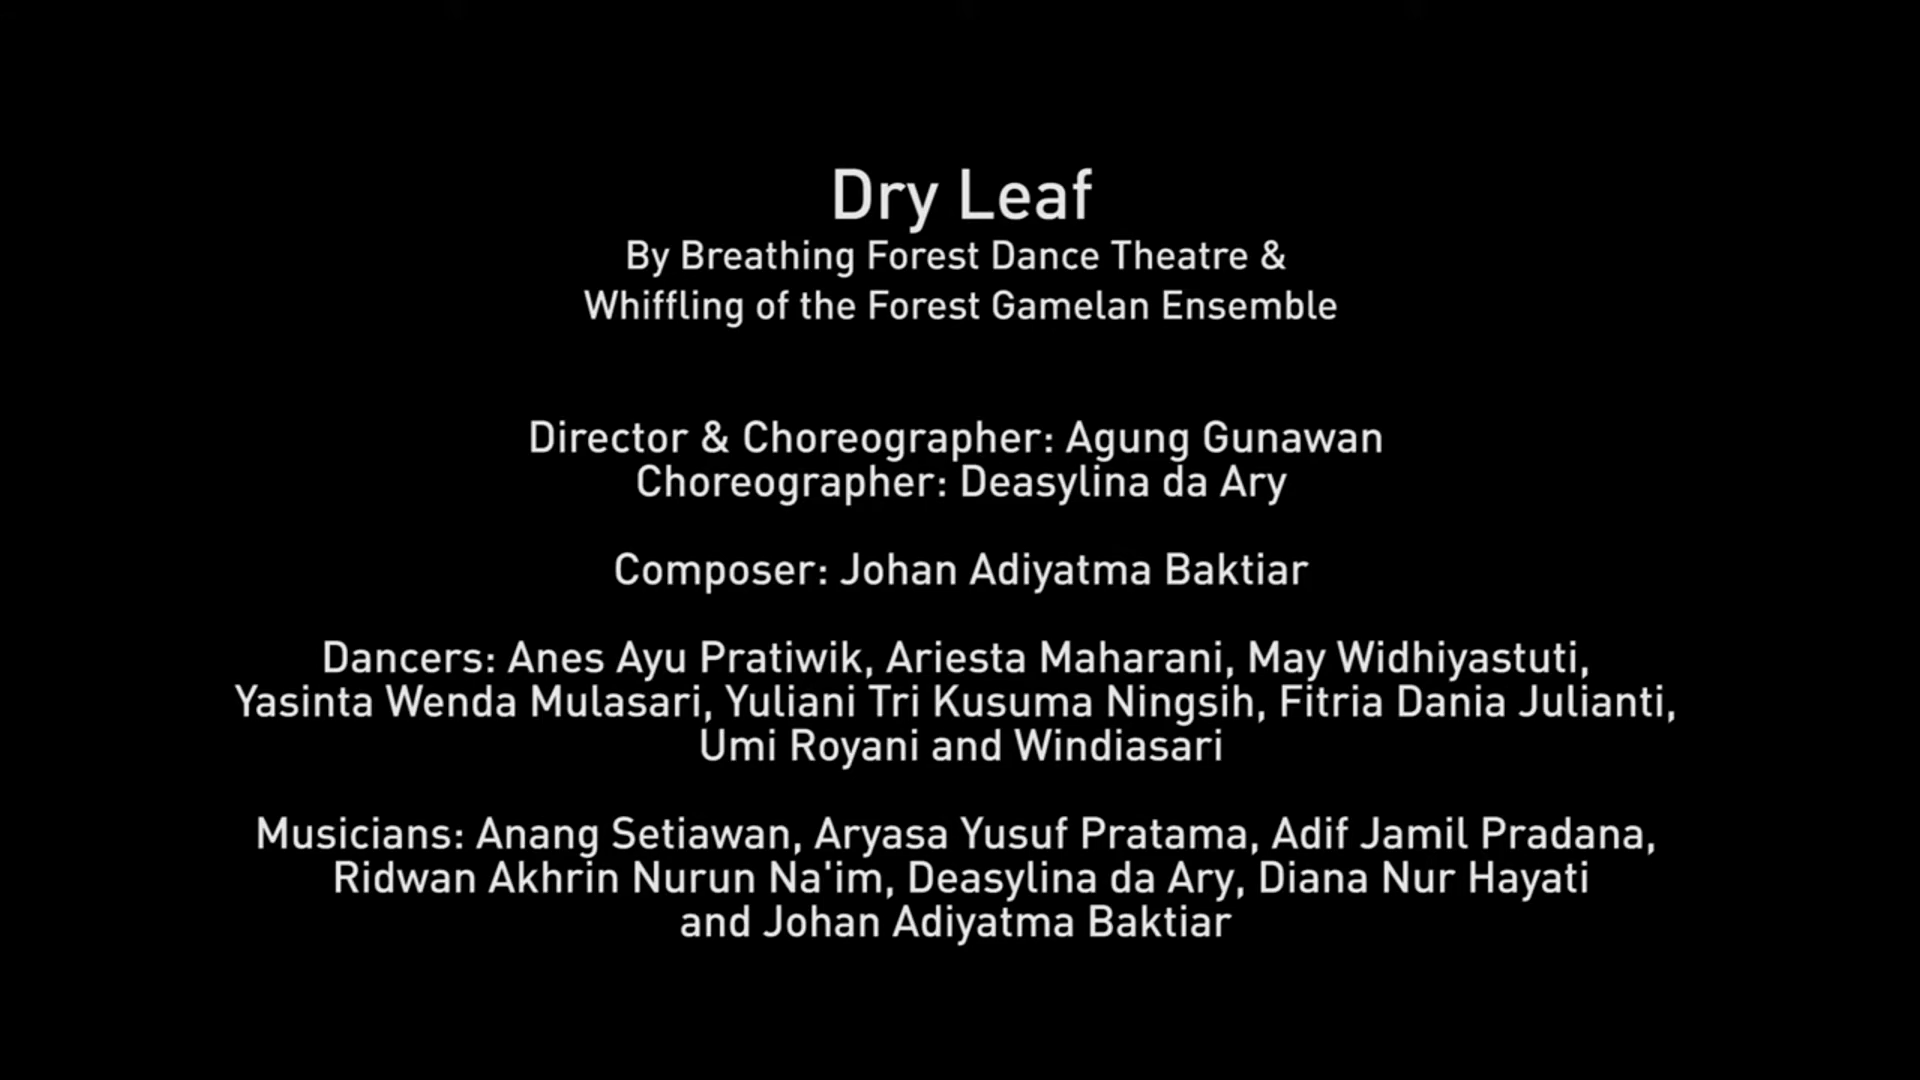 Dry Leaf
By Breathing Forest Dance Theatre &
Whiffling of the Forest Gamelan Ensemble
Director & Choreographer: Agung Gunawan
Choreographer: Deasylina da Ary
Composer: Johan Adiyatma Baktiar
Dancers: Anes Ayu Pratiwik, Ariesta Maharani, May Widhiyastuti,
Yasinta Wenda Mulasari, Yuliani Tri Kusuma Ningsih, Fitria Dania Julianti,
Umi Royani and Windiasari
Musicians: Anang Setiawan, Aryasa Yusuf Pratama, Adif Jamil Pradana,
Ridwan Akhrin Nurun Na'im, Deasylina da Ary, Diana Nur Hayati
and Johan Adiyatma Baktiar